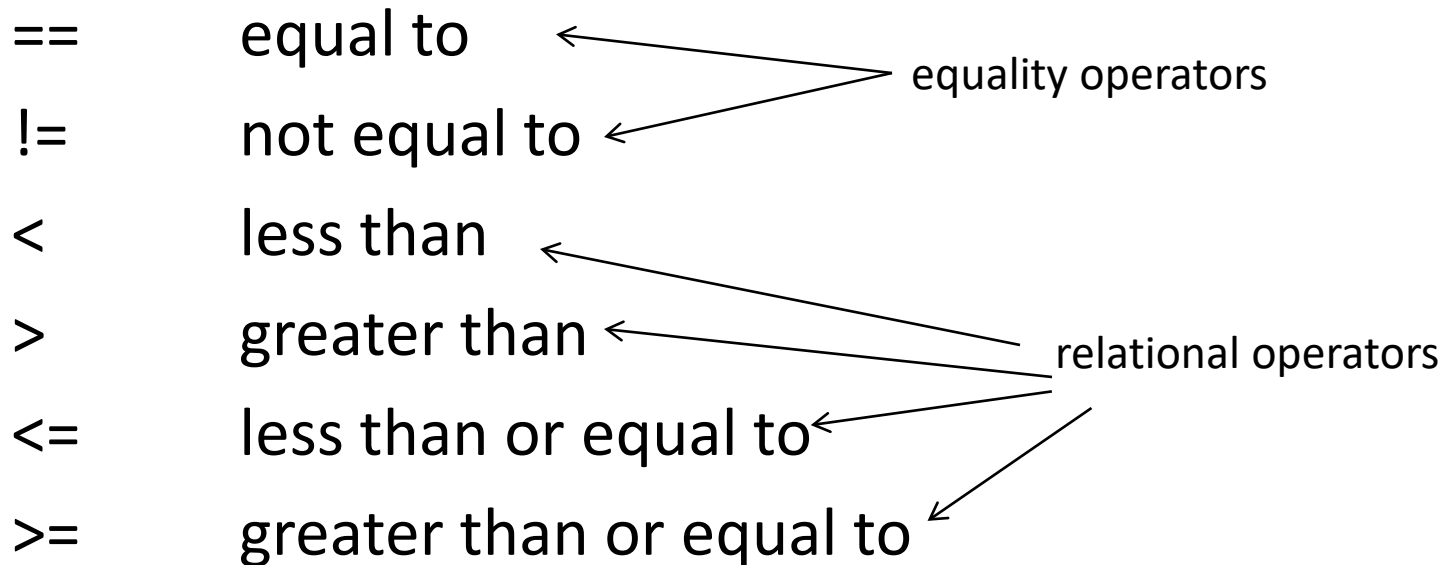 == equal to
equality operators
!= not equal to
< less than
> greater than
relational operators
<= less than or equal to
>= greater than or equal to